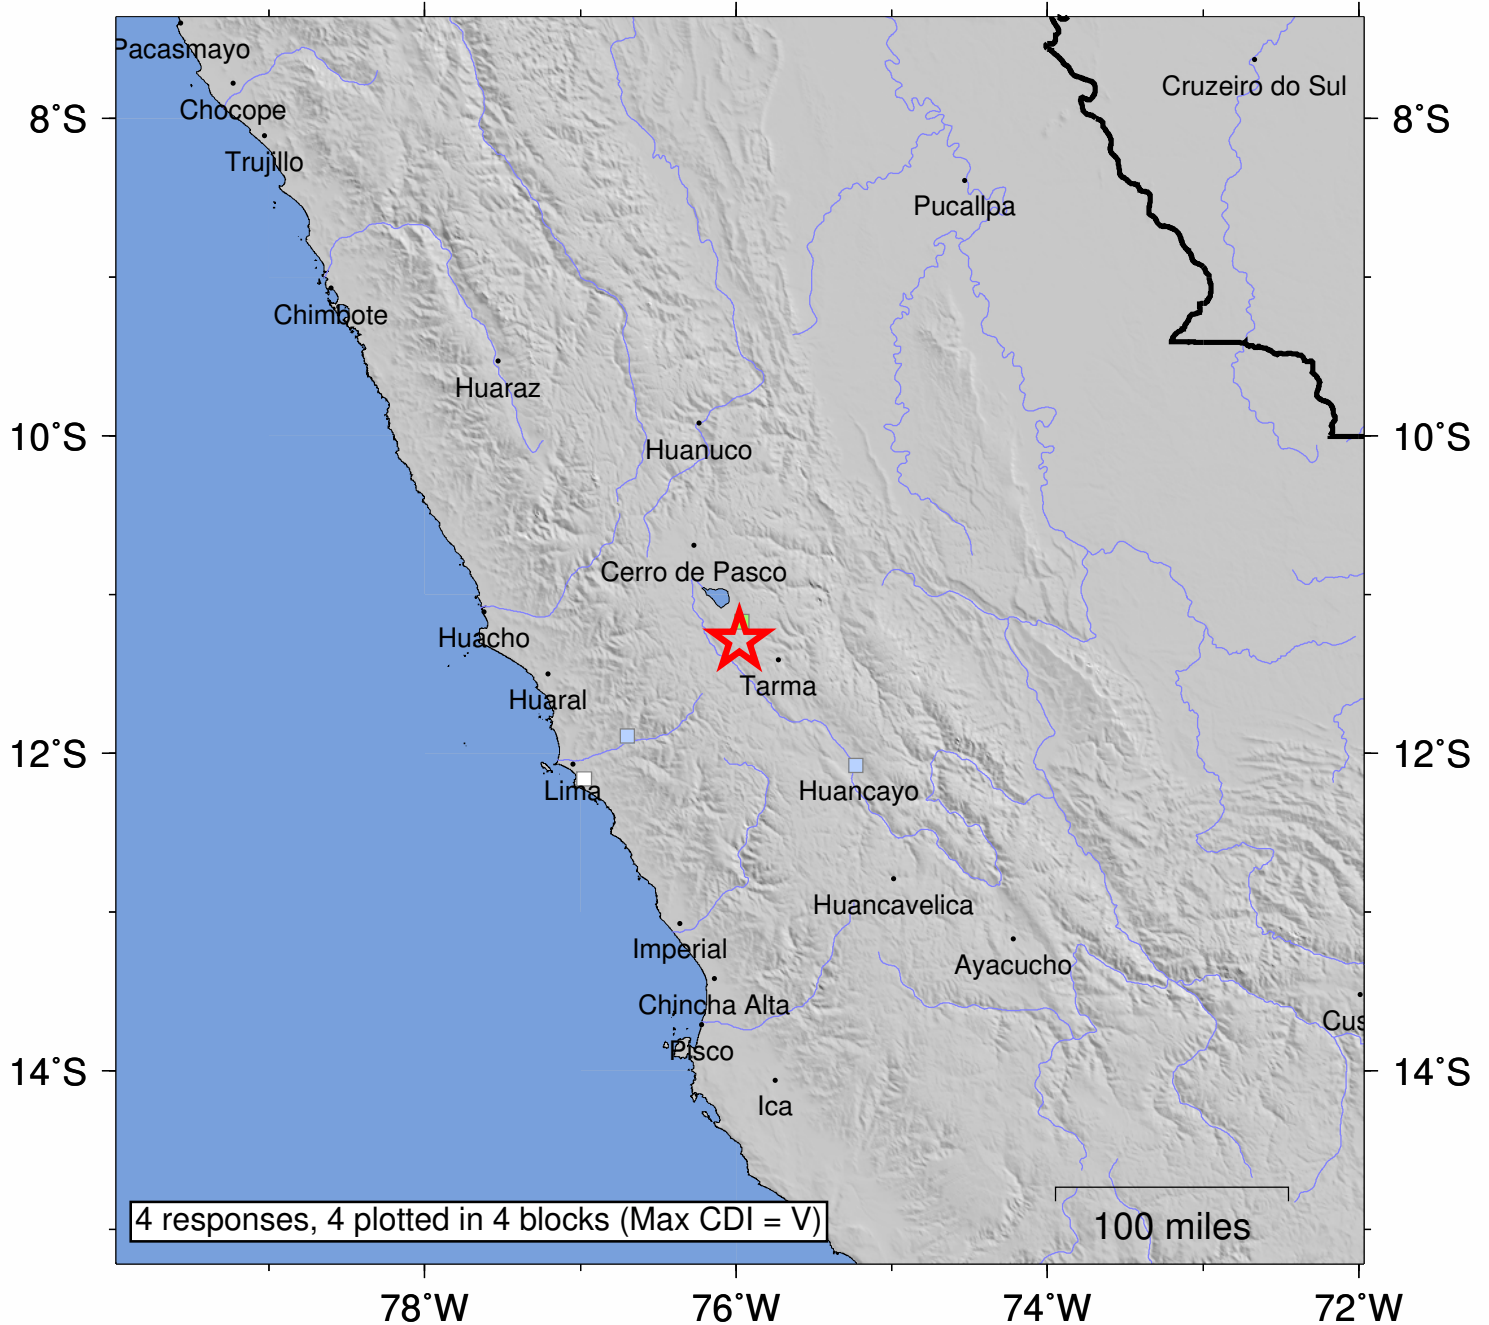 Pacasmayo
Cruzeiro do Sul
Chocope
8°S
8°S
Trujillo
Pucallpa
Chimbote
Huaraz
10°S
10°S
Huanuco
Cerro de Pasco
Huacho
Tarma
Huaral
12°S
12°S
Lima
Huancayo
Huancavelica
Imperial
Ayacucho
Chincha Alta
Cus
Pisco
14°S
14°S
Ica
4 responses, 4 plotted in 4 blocks (Max CDI = V)
100 miles
78°W
76°W
74°W
72°W